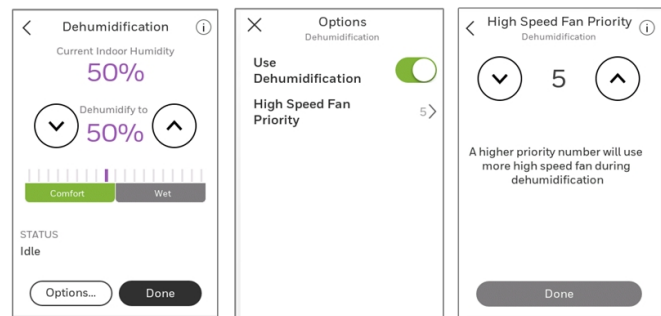 Dehumidification
Current Indoor Humidity
50%
Dehumidify to
50%
Comfort
Wet
STATUS
Idle
Options...
Done
Options
Dehumidification
Use
Dehumidification
High Speed Fan
Priority
5
High Speed Fan Priority
Dehumidification
5
A higher priority number will use
more high speed fan during
dehumidification
Done